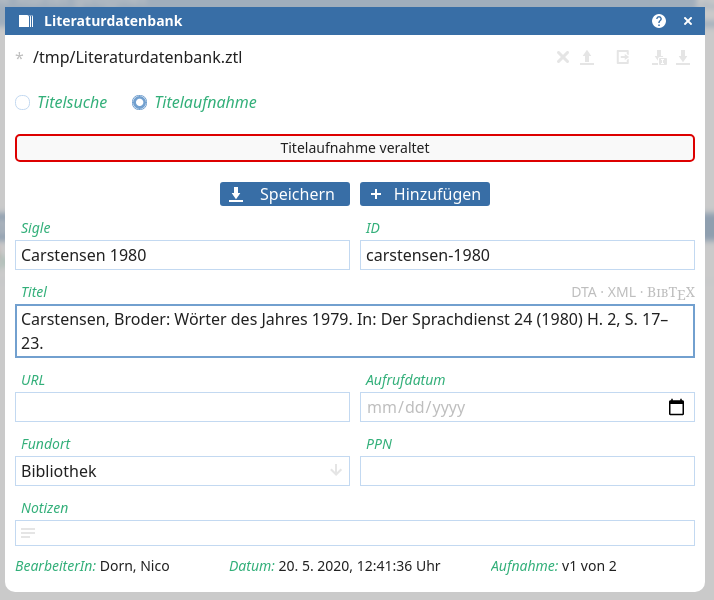 Literaturdatenbank
* /tmp/Literaturdatenbank.ztl
Titelsuche Titelaufnahme
Titelaufnahme veraltet
Speichern + Hinzufügen
Sigle ID
Carstensen 1980 carstensen-1980
Titel DTA · XML · BIBTEX
Carstensen, Broder: Wörter des Jahres 1979. In: Der Sprachdienst 24 (1980) H. 2, S. 17–
23.
URL Aufrufdatum
mm/dd/yyyy
Fundort PPN
Bibliothek
Notizen
BearbeiterIn: Dorn, Nico Datum: 20. 5. 2020, 12:41:36 Uhr Aufnahme: v1 von 2